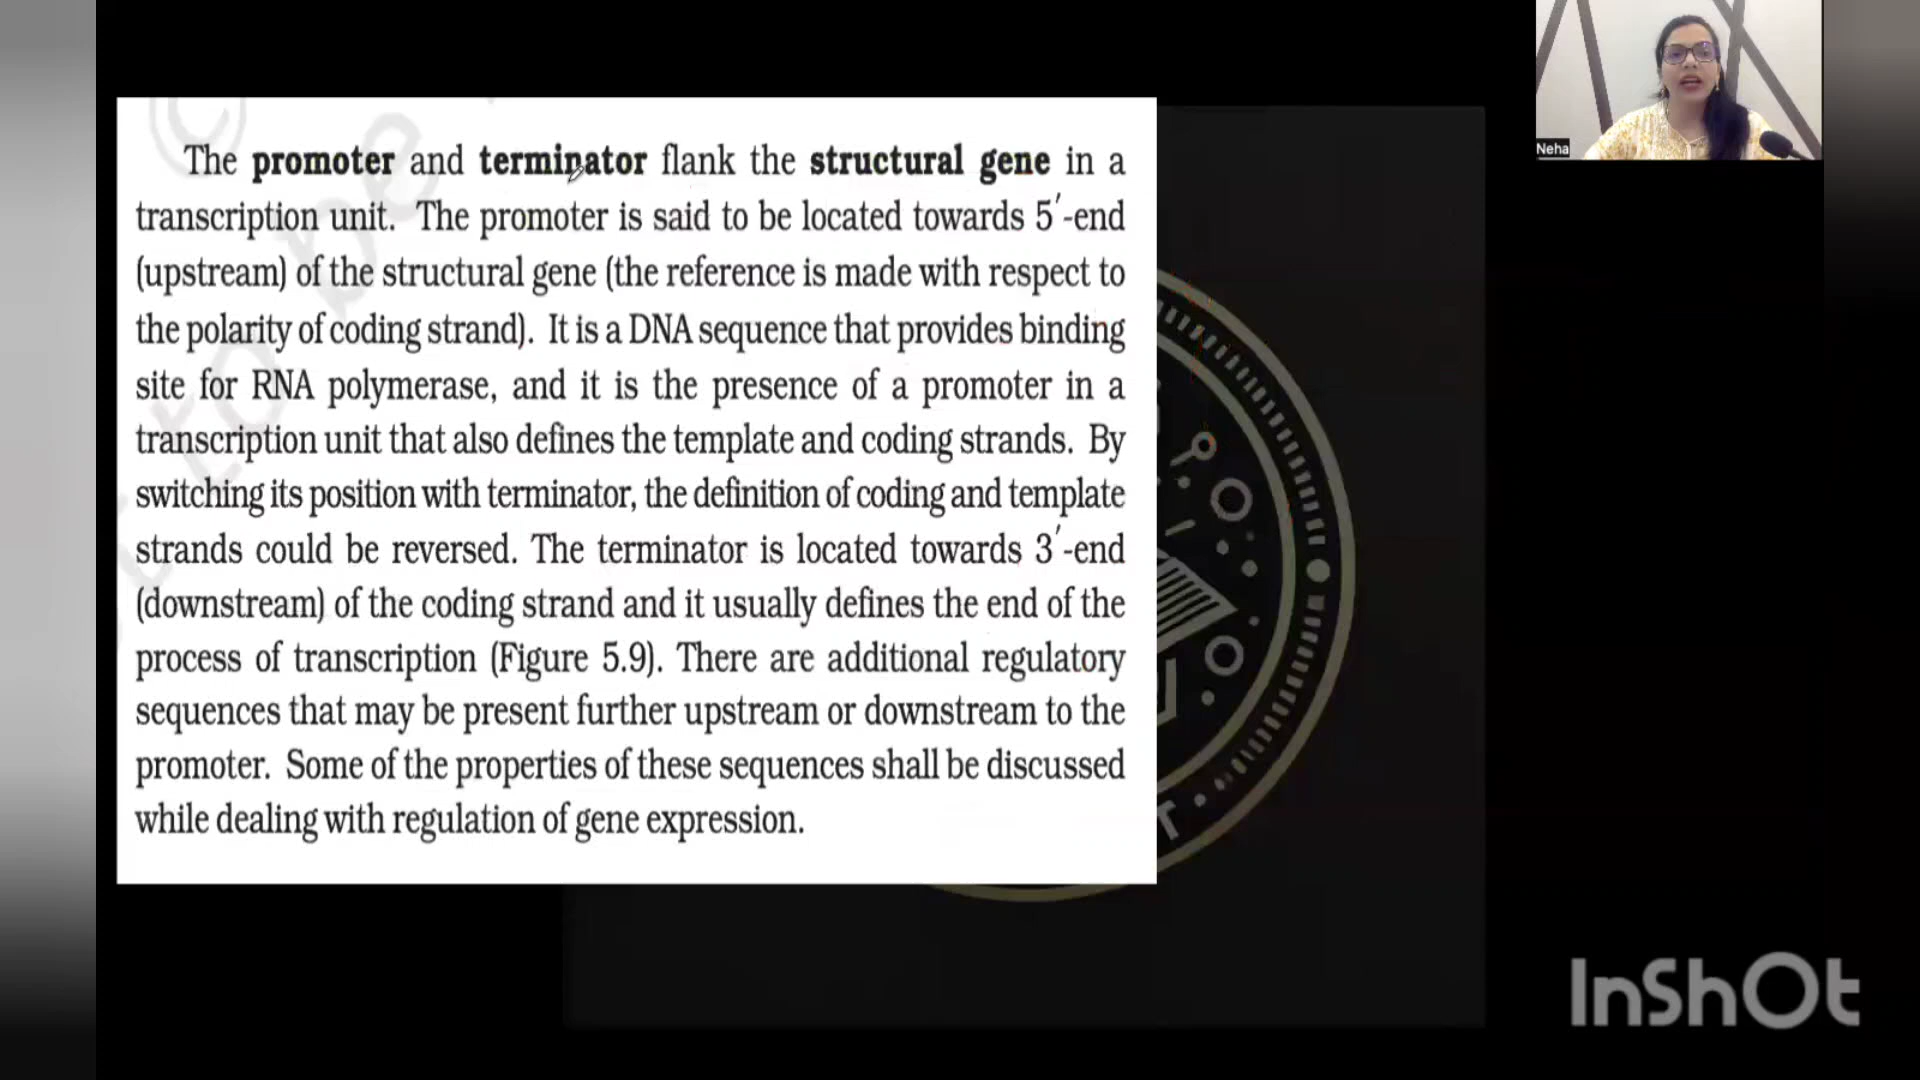 The promoter and terminator flank the structural gene in a
transcription unit. The promoter is said to be located towards 5′-end
(upstream) of the structural gene (the reference is made with respect to
the polarity of coding strand). It is a DNA sequence that provides binding
site for RNA polymerase, and it is the presence of a promoter in a
transcription unit that also defines the template and coding strands. By
switching its position with terminator, the definition of coding and template
strands could be reversed. The terminator is located towards 3′-end
(downstream) of the coding strand and it usually defines the end of the
process of transcription (Figure 5.9). There are additional regulatory
sequences that may be present further upstream or downstream to the
promoter. Some of the properties of these sequences shall be discussed
while dealing with regulation of gene expression.
Neha
InShOt